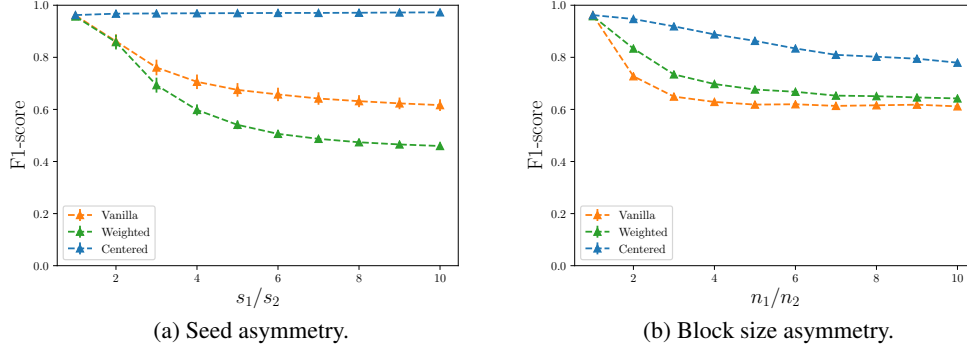 1.0
0.8
0.6
0.4
0.2
0.0
F1-score
Vanilla
Weighted
Centered
2 4 6 8 10
s₁/s₂
(a) Seed asymmetry.
1.0
0.8
0.6
0.4
0.2
0.0
F1-score
Vanilla
Weighted
Centered
2 4 6 8 10
n₁/n₂
(b) Block size asymmetry.